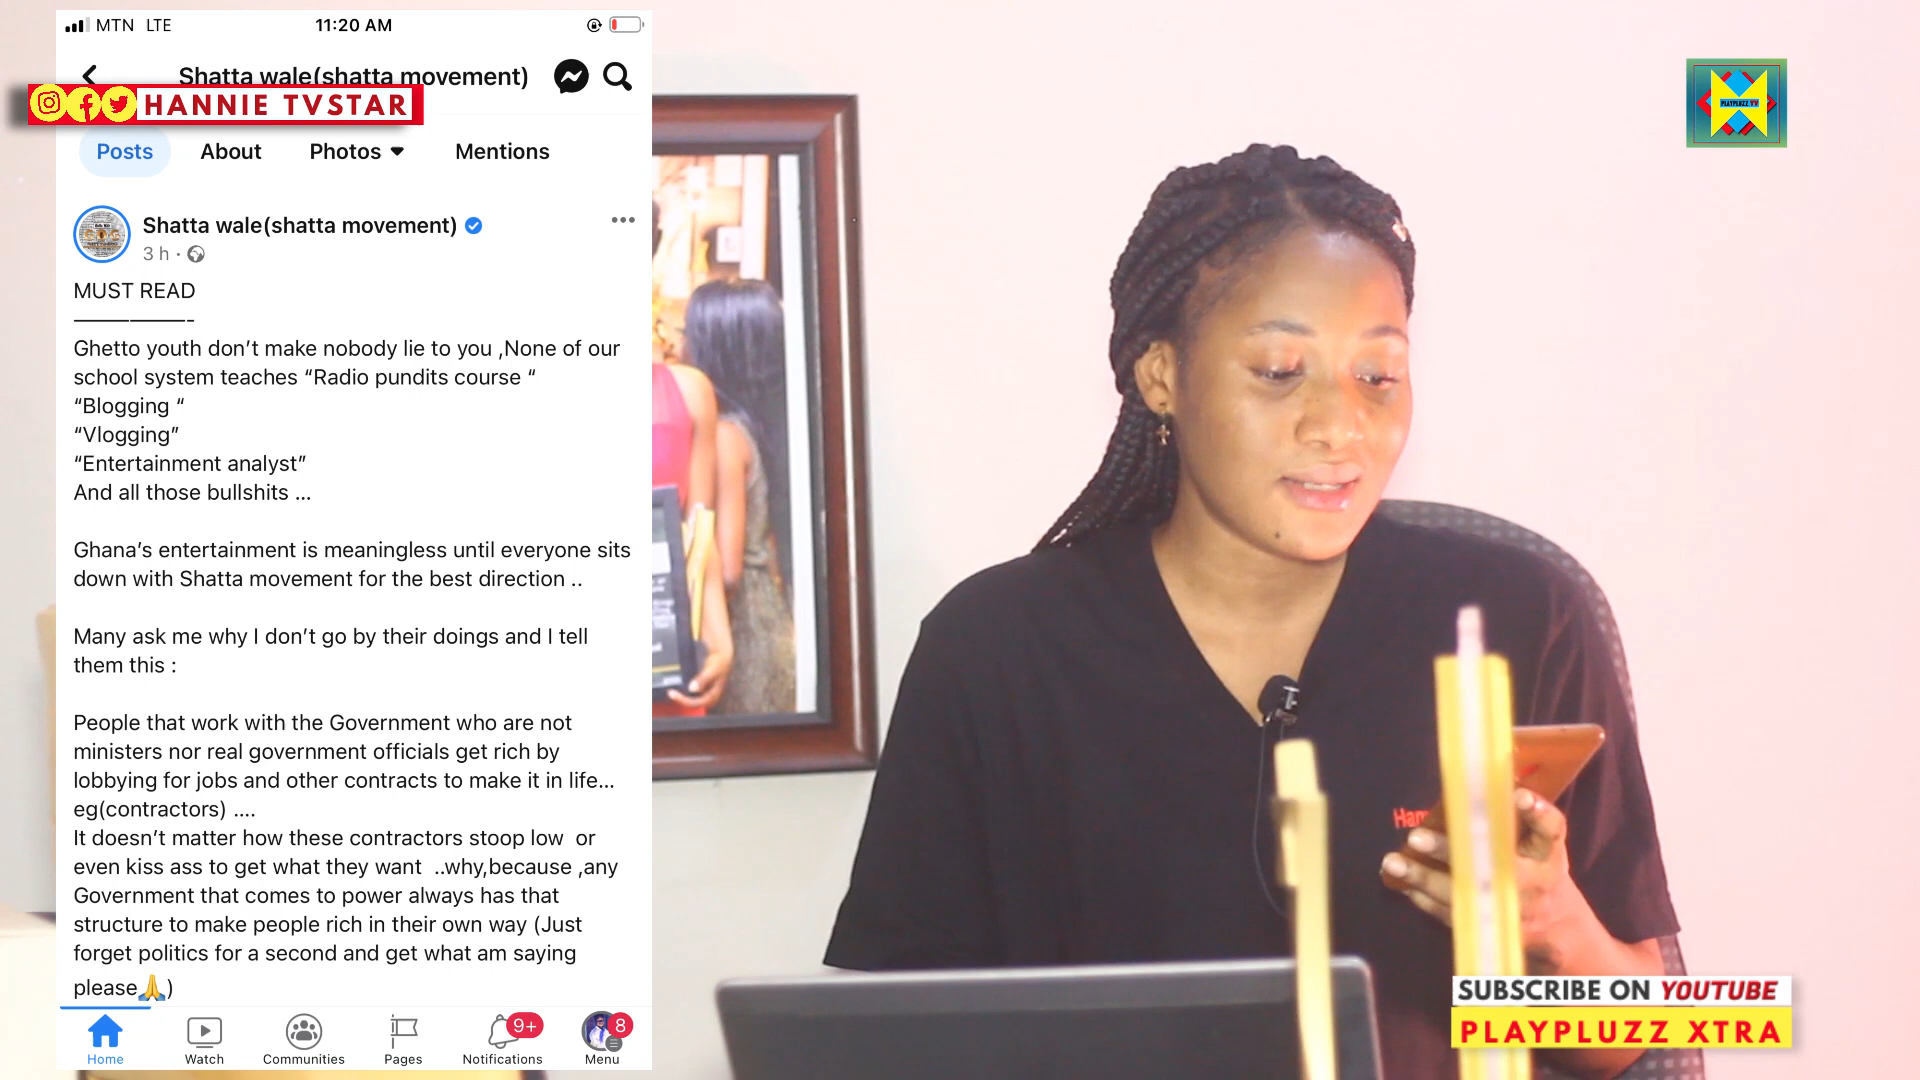 MTN LTE
11:20 AM
Shatta wale(shatta movement)
HANNIE TVSTAR
Posts
About
Photos
Mentions
Shatta wale(shatta movement)
3 h ·
MUST READ
——————-
Ghetto youth don’t make nobody lie to you ,None of our
school system teaches “Radio pundits course “
“Blogging “
“Vlogging”
“Entertainment analyst”
And all those bullshits ...
Ghana’s entertainment is meaningless until everyone sits
down with Shatta movement for the best direction ..
Many ask me why I don’t go by their doings and I tell
them this :
People that work with the Government who are not
ministers nor real government officials get rich by
lobbying for jobs and other contracts to make it in life...
eg(contractors) ....
It doesn’t matter how these contractors stoop low  or
even kiss ass to get what they want  ..why,because ,any
Government that comes to power always has that
structure to make people rich in their own way (Just
forget politics for a second and get what am saying
please🙏)
Home
Watch
Communities
Pages
9+
Notifications
8
Menu
PLAYPLUZZ TV
SUBSCRIBE ON YOUTUBE
PLAYPLUZZ XTRA